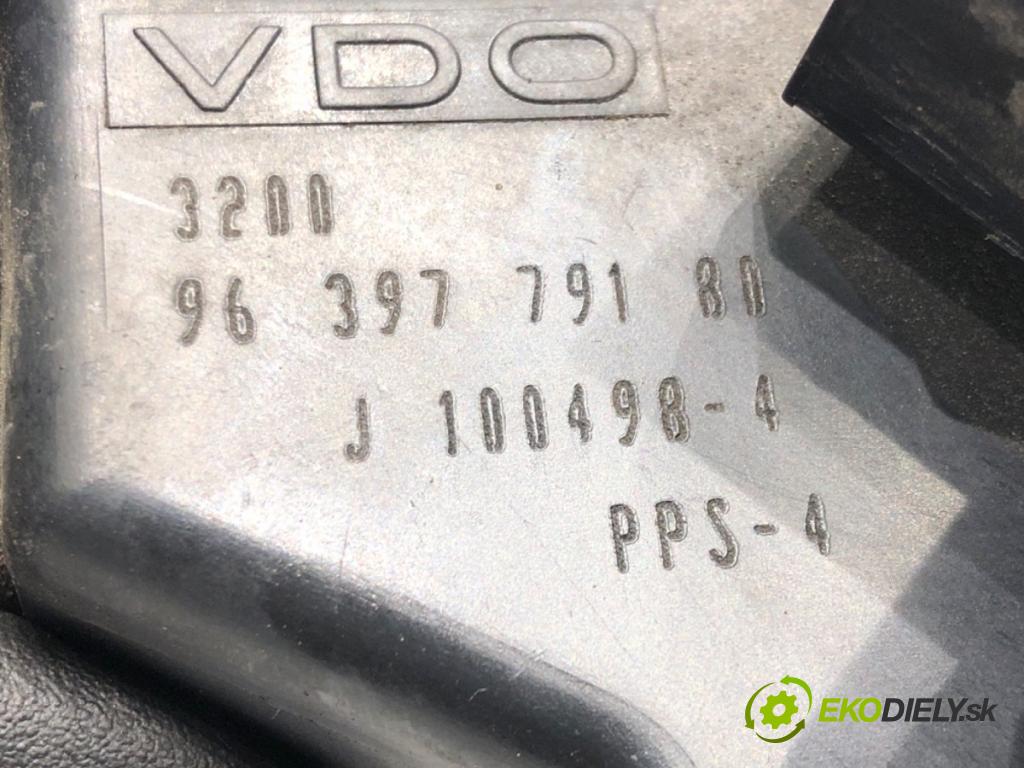 VDO
3200
96 397 791 80
J 100498-4
PPS-4
EKODIELY.sk